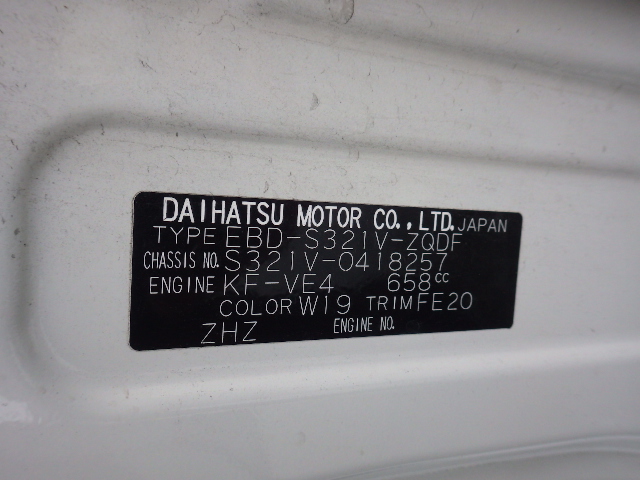 DAIHATSU MOTOR CO.,LTD. JAPAN
TYPE EBD-S321V-ZQDF
CHASSIS NO. S321V-0418257
ENGINE KF-VE4 658cc
COLOR W19 TRIM FE20
ZHZ ENGINE NO.